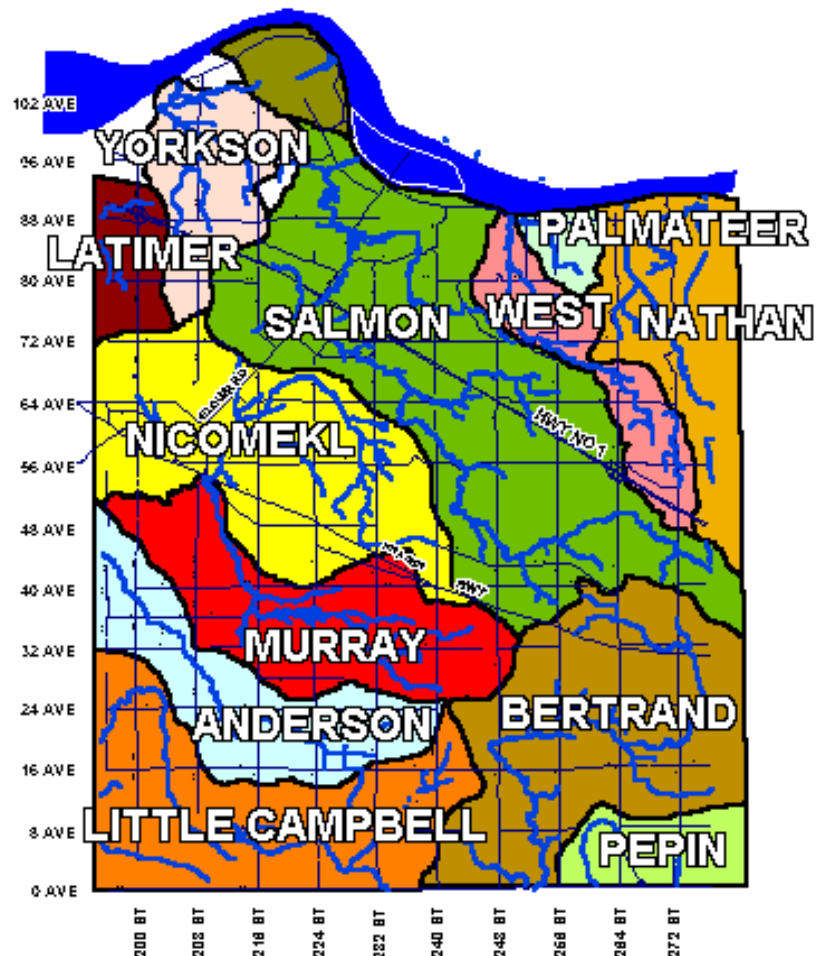 102 AVE
YORKSON
96 AVE
88 AVE
PALMATEER
LATIMER
80 AVE
WEST
SALMON
NATHAN
72 AVE
64 AVE
HWY NO 1
NICOMEKL
56 AVE
48 AVE
HWY
40 AVE
MURRAY
32 AVE
24 AVE
BERTRAND
ANDERSON
16 AVE
8 AVE
LITTLE CAMPBELL
PEPIN
0 AVE
200 ST
208 ST
216 ST
224 ST
232 ST
240 ST
248 ST
256 ST
264 ST
272 ST